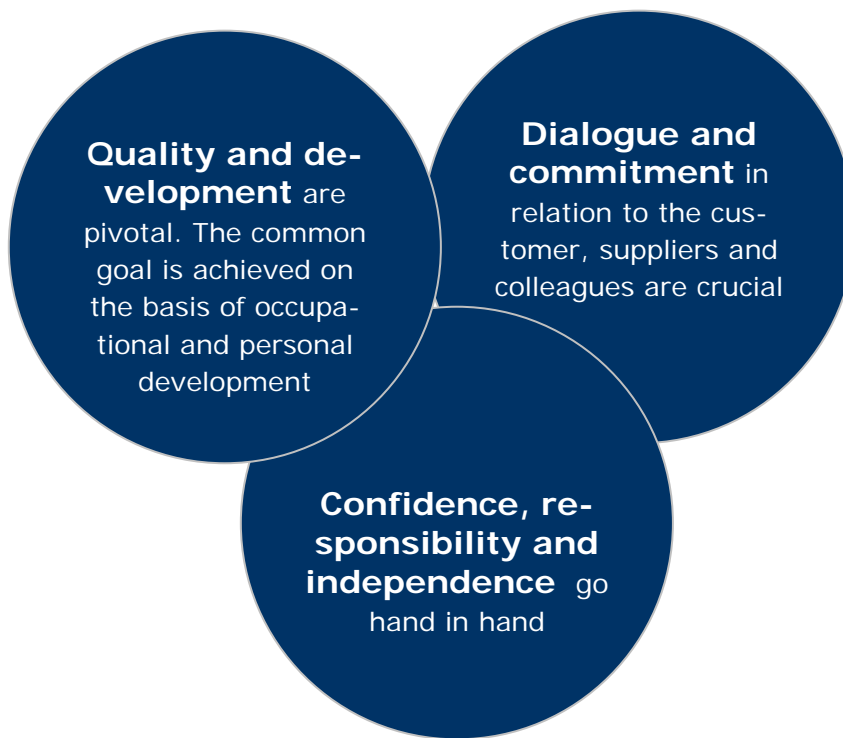 Quality and de-
velopment are
pivotal. The common
goal is achieved on
the basis of occupa-
tional and personal
development
Dialogue and
commitment in
relation to the cus-
tomer, suppliers and
colleagues are crucial
Confidence, re-
sponsibility and
independence go
hand in hand